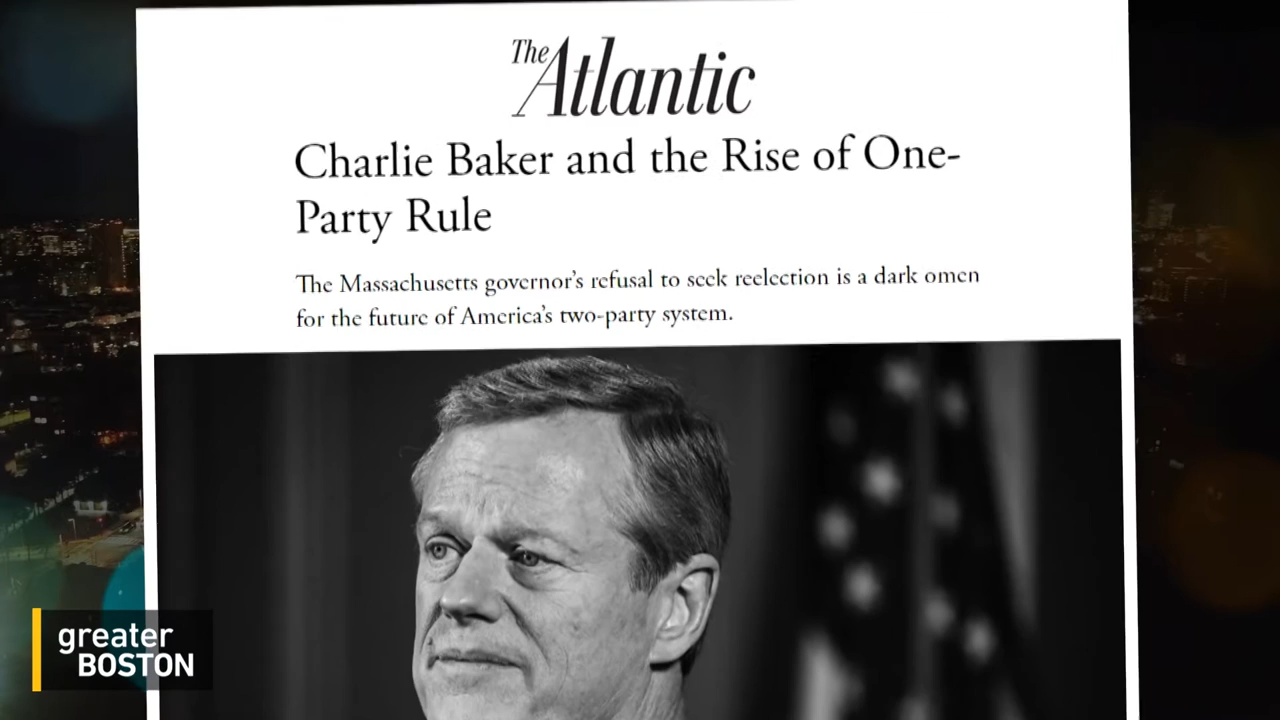 The Atlantic
Charlie Baker and the Rise of One-
Party Rule
The Massachusetts governor's refusal to seek reelection is a dark omen
for the future of America's two-party system.
greater
BOSTON